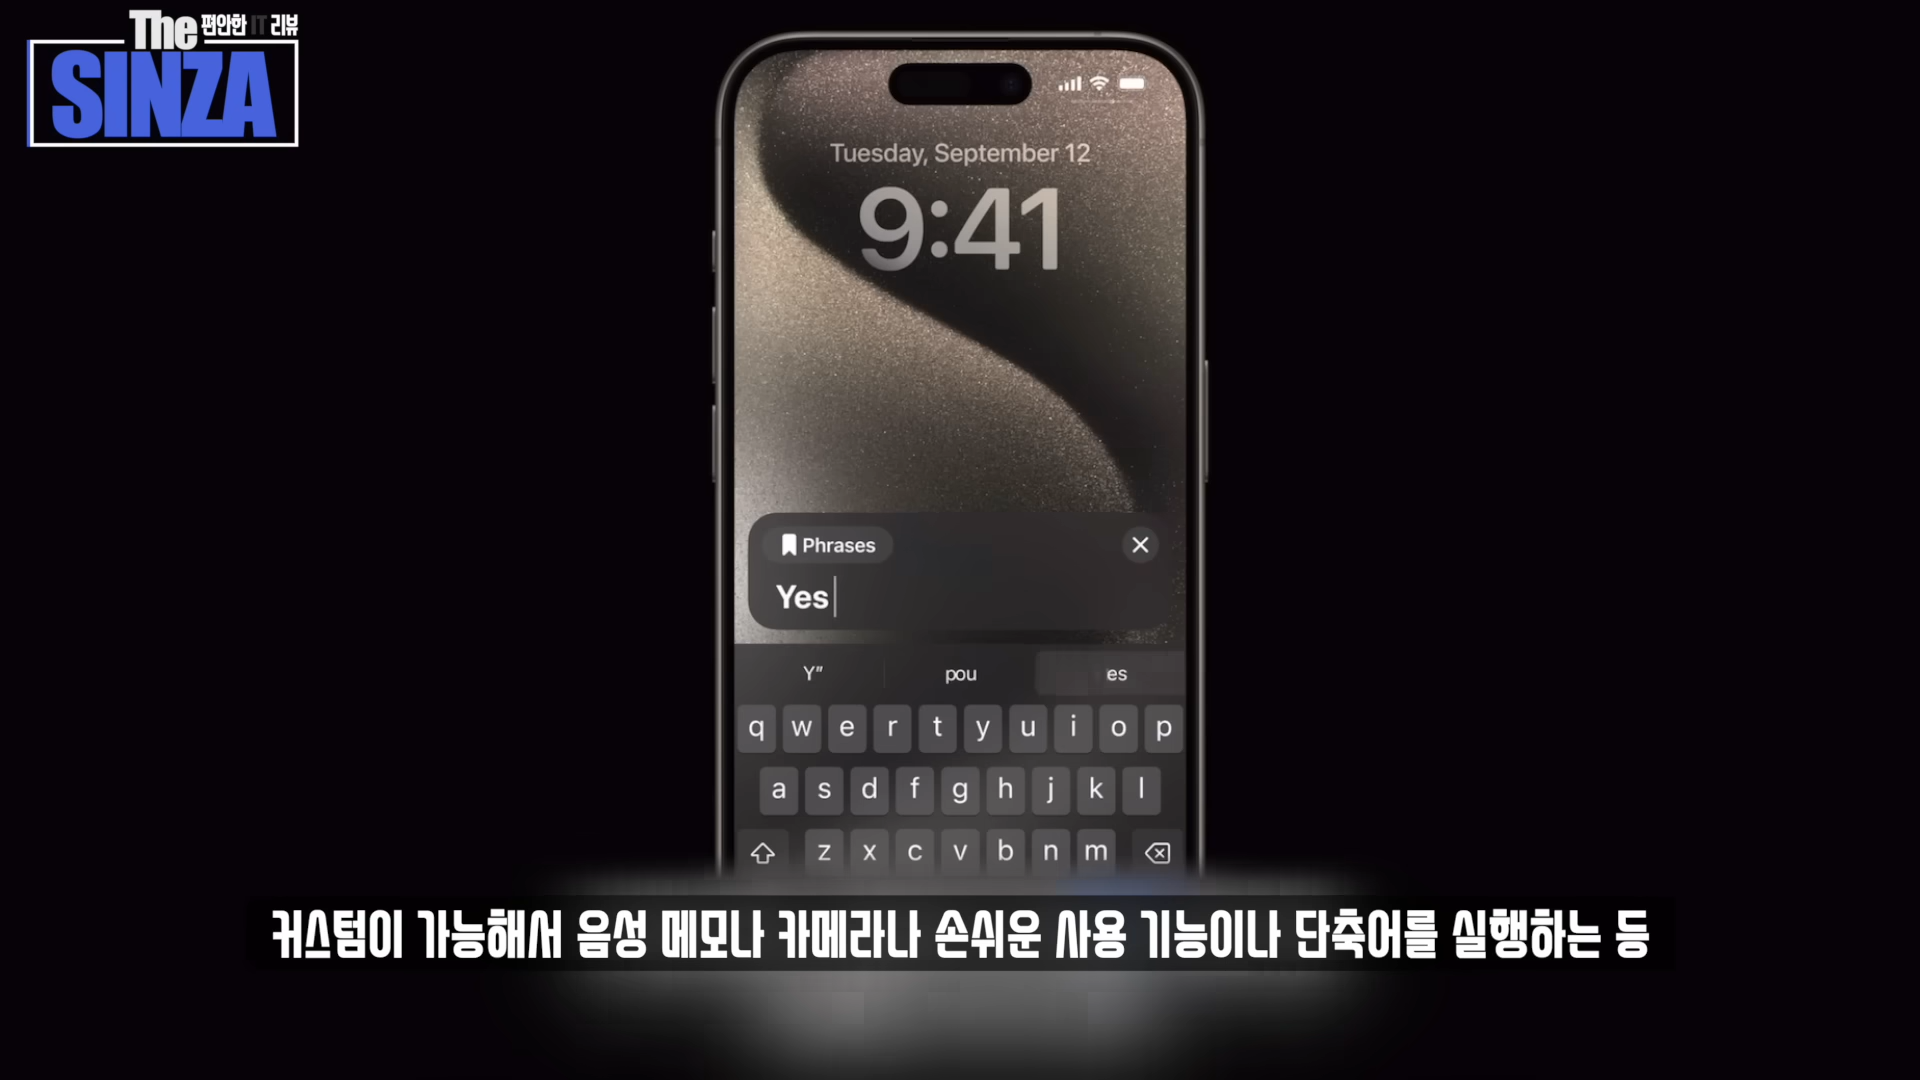 The 편안한 IT 리뷰
SINZA
Tuesday, September 12
9:41
Phrases
Yes
Y” pou es
q w e r t y u i o p
a s d f g h j k l
z x c v b n m
커스텀이 가능해서 음성 메모나 카메라나 손쉬운 사용 기능이나 단축어를 실행하는 등